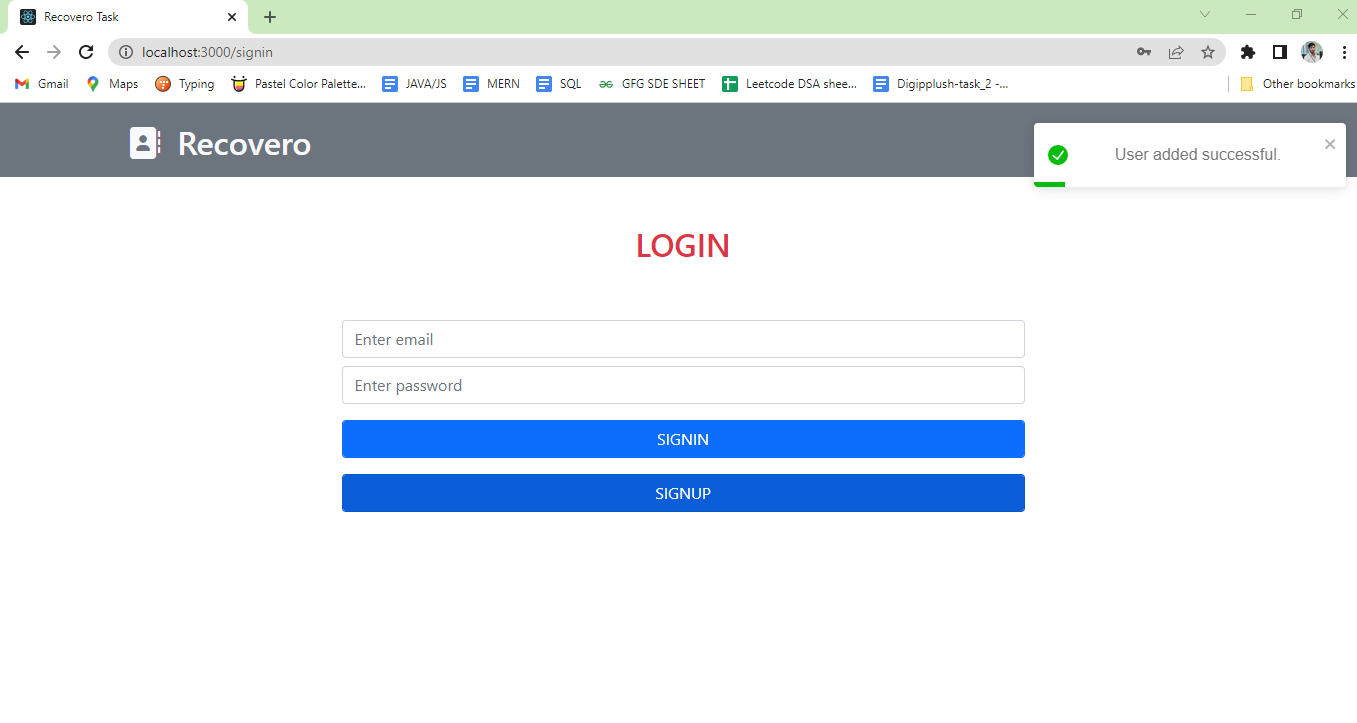 Recovero Task
localhost:3000/signin
Gmail Maps Typing Pastel Color Palette... JAVA/JS MERN SQL GFG SDE SHEET Leetcode DSA shee... Digipplush-task_2 -... Other bookmarks
Recovero
User added successful.
LOGIN
Enter email
Enter password
SIGNIN
SIGNUP